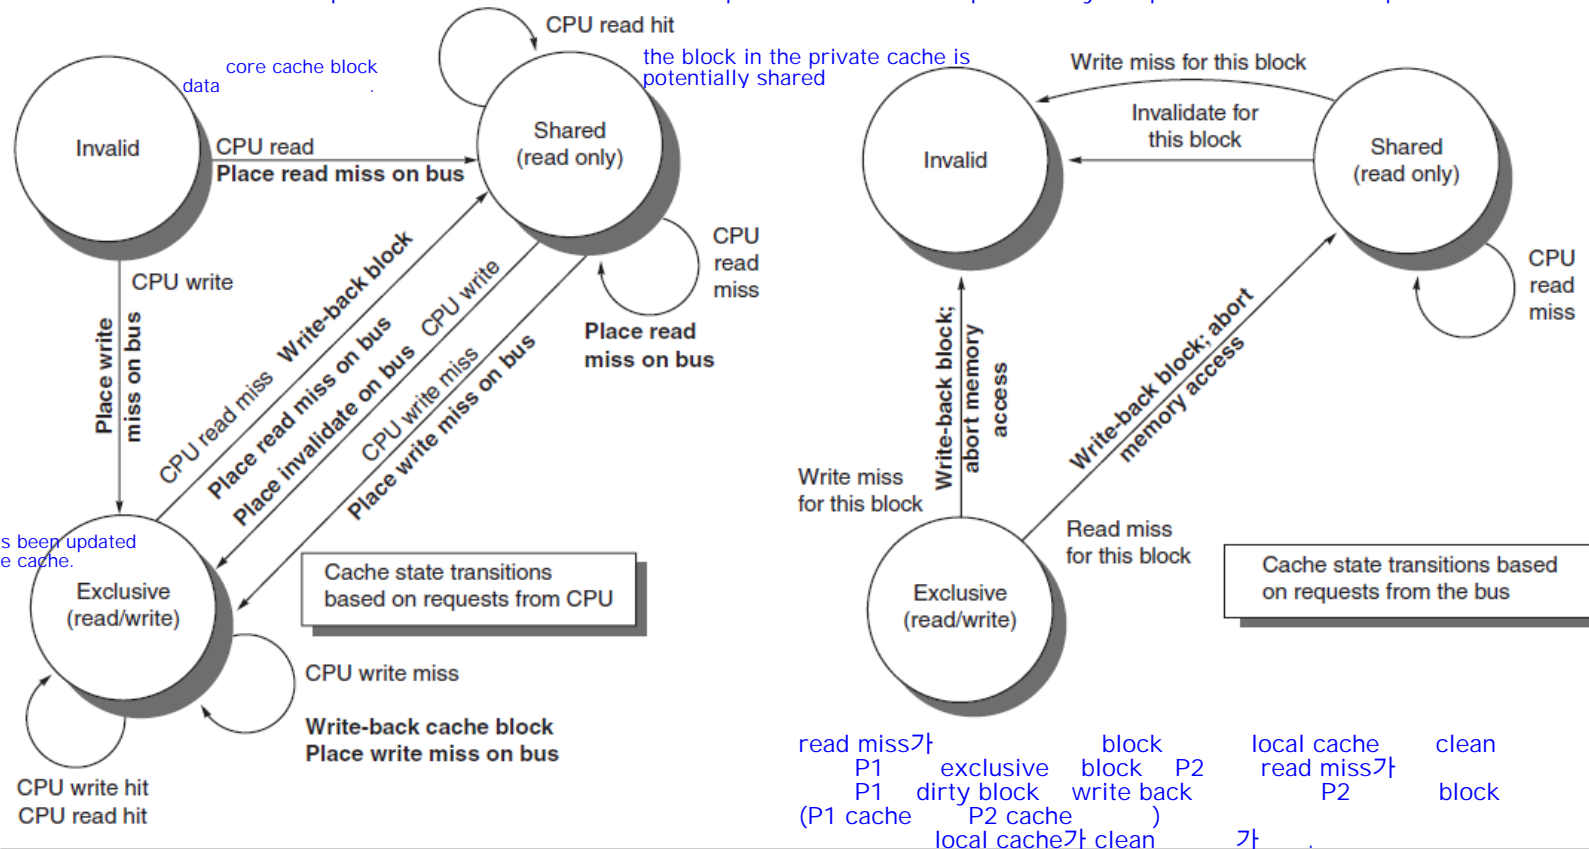 CPU read hit
core cache block
data .
the block in the private cache is
potentially shared
Invalid
CPU read
Place read miss on bus
Shared
(read only)
CPU
read
miss
Place read
miss on bus
CPU write
Place write
miss on bus
CPU read miss Write-back block
Place read miss on bus
Place invalidate on bus CPU write
CPU write miss
Place write miss on bus
s been updated
e cache.
Exclusive
(read/write)
Cache state transitions
based on requests from CPU
CPU write miss
Write-back cache block
Place write miss on bus
CPU write hit
CPU read hit
Write miss for this block
Invalidate for
this block
Invalid
Shared
(read only)
CPU
read
miss
Write-back block;
abort memory
access
Write-back block; abort
memory access
Write miss
for this block
Read miss
for this block
Exclusive
(read/write)
Cache state transitions based
on requests from the bus
read miss가 block local cache clean
P1 exclusive block P2 read miss가
P1 dirty block write back P2 block
(P1 cache P2 cache )
local cache가 clean 가 .